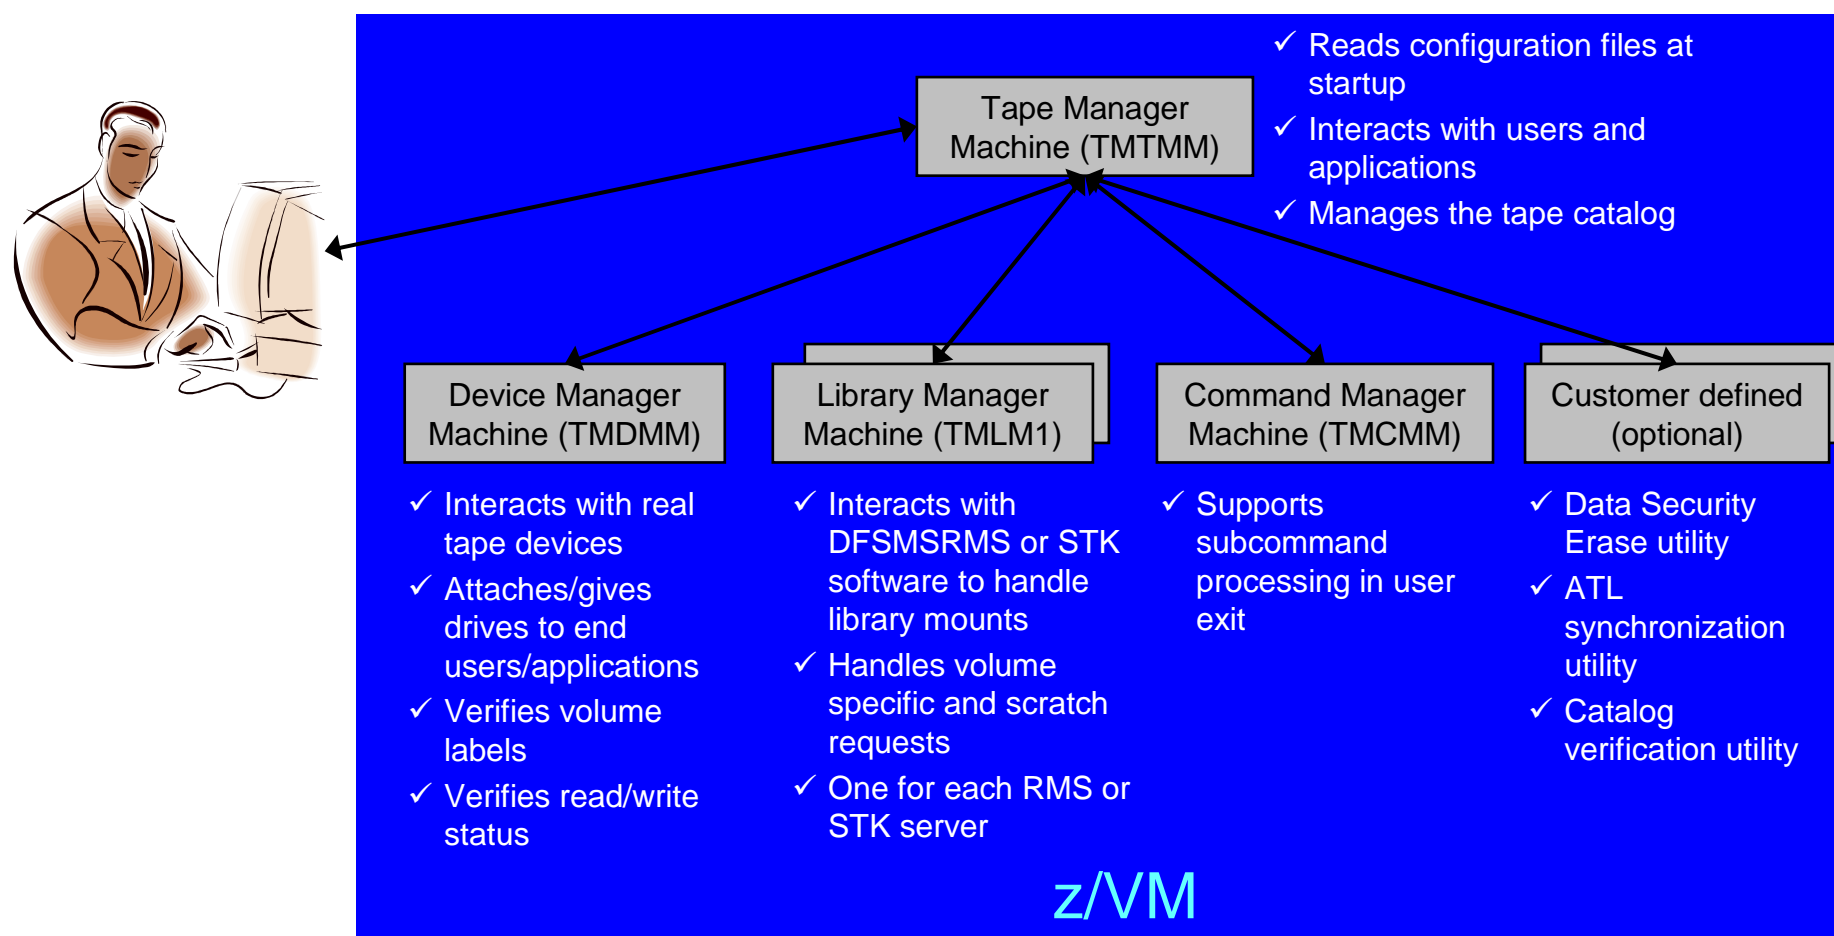 Reads configuration files at
startup
Interacts with users and
applications
Manages the tape catalog
Tape Manager
Machine (TMTMM)
Device Manager
Machine (TMDMM)
Interacts with real
tape devices
Attaches/gives
drives to end
users/applications
Verifies volume
labels
Verifies read/write
status
Library Manager
Machine (TMLM1)
Interacts with
DFSMSRMS or STK
software to handle
library mounts
Handles volume
specific and scratch
requests
One for each RMS or
STK server
Command Manager
Machine (TMCMM)
Supports
subcommand
processing in user
exit
Customer defined
(optional)
Data Security
Erase utility
ATL
synchronization
utility
Catalog
verification utility
z/VM